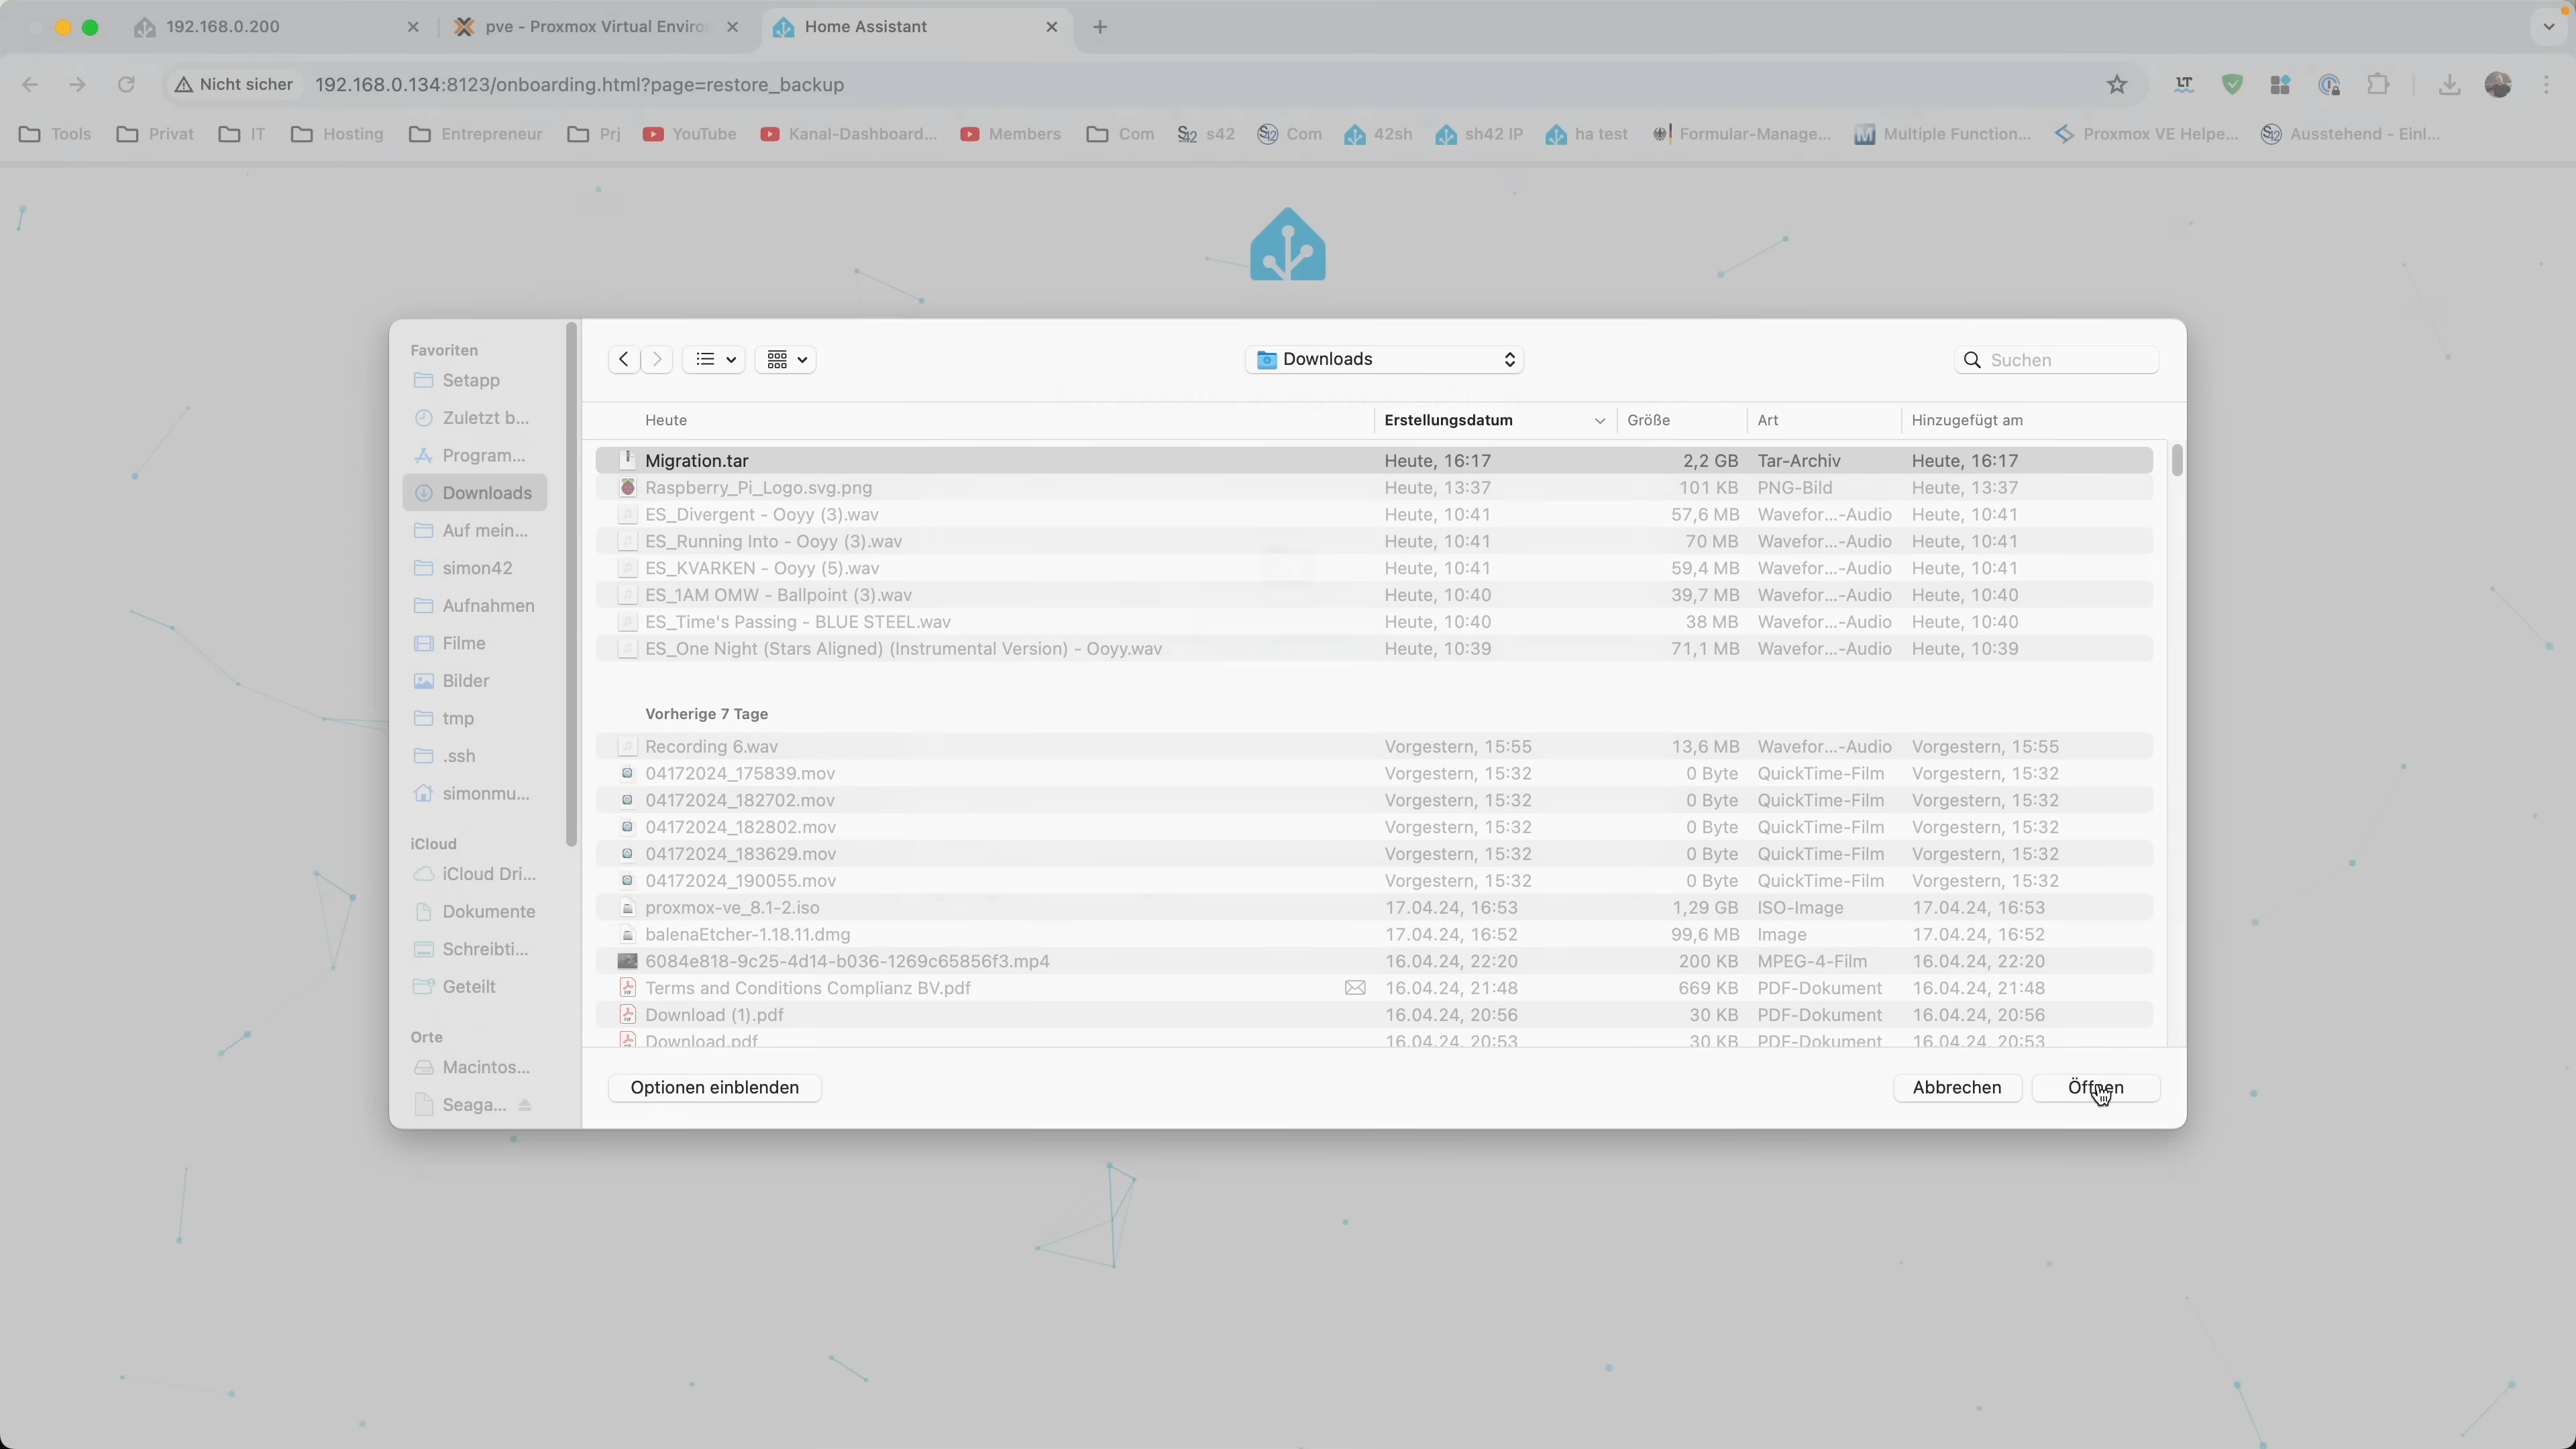 192.168.0.200
pve - Proxmox Virtual Enviro
Home Assistant
Nicht sicher 192.168.0.134:8123/onboarding.html?page=restore_backup
Tools Privat IT Hosting Entrepreneur Prj YouTube Kanal-Dashboard... Members Com s42 Com 42sh sh42 IP ha test Formular-Manage... Multiple Function... Proxmox VE Helpe... Ausstehend - Einl...
Favoriten
Setapp
Zuletzt b...
Program...
Downloads
Auf mein...
simon42
Aufnahmen
Filme
Bilder
tmp
.ssh
simonmu...
iCloud
iCloud Dri...
Dokumente
Schreibti...
Geteilt
Orte
Macintos...
Seaga...
Downloads
Suchen
Heute Erstellungsdatum Größe Art Hinzugefügt am
Migration.tar Heute, 16:17 2,2 GB Tar-Archiv Heute, 16:17
Raspberry_Pi_Logo.svg.png Heute, 13:37 101 KB PNG-Bild Heute, 13:37
ES_Divergent - Ooyy (3).wav Heute, 10:41 57,6 MB Wavefor...-Audio Heute, 10:41
ES_Running Into - Ooyy (3).wav Heute, 10:41 70 MB Wavefor...-Audio Heute, 10:41
ES_KVARKEN - Ooyy (5).wav Heute, 10:41 59,4 MB Wavefor...-Audio Heute, 10:41
ES_1AM OMW - Ballpoint (3).wav Heute, 10:40 39,7 MB Wavefor...-Audio Heute, 10:40
ES_Time's Passing - BLUE STEEL.wav Heute, 10:40 38 MB Wavefor...-Audio Heute, 10:40
ES_One Night (Stars Aligned) (Instrumental Version) - Ooyy.wav Heute, 10:39 71,1 MB Wavefor...-Audio Heute, 10:39
Vorherige 7 Tage
Recording 6.wav Vorgestern, 15:55 13,6 MB Wavefor...-Audio Vorgestern, 15:55
04172024_175839.mov Vorgestern, 15:32 0 Byte QuickTime-Film Vorgestern, 15:32
04172024_182702.mov Vorgestern, 15:32 0 Byte QuickTime-Film Vorgestern, 15:32
04172024_182802.mov Vorgestern, 15:32 0 Byte QuickTime-Film Vorgestern, 15:32
04172024_183629.mov Vorgestern, 15:32 0 Byte QuickTime-Film Vorgestern, 15:32
04172024_190055.mov Vorgestern, 15:32 0 Byte QuickTime-Film Vorgestern, 15:32
proxmox-ve_8.1-2.iso 17.04.24, 16:53 1,29 GB ISO-Image 17.04.24, 16:53
balenaEtcher-1.18.11.dmg 17.04.24, 16:52 99,6 MB Image 17.04.24, 16:52
6084e818-9c25-4d14-b036-1269c65856f3.mp4 16.04.24, 22:20 200 KB MPEG-4-Film 16.04.24, 22:20
Terms and Conditions Complianz BV.pdf 16.04.24, 21:48 669 KB PDF-Dokument 16.04.24, 21:48
Download (1).pdf 16.04.24, 20:56 30 KB PDF-Dokument 16.04.24, 20:56
Download.pdf 16.04.24, 20:53 30 KB PDF-Dokument 16.04.24, 20:53
Optionen einblenden Abbrechen Öffnen